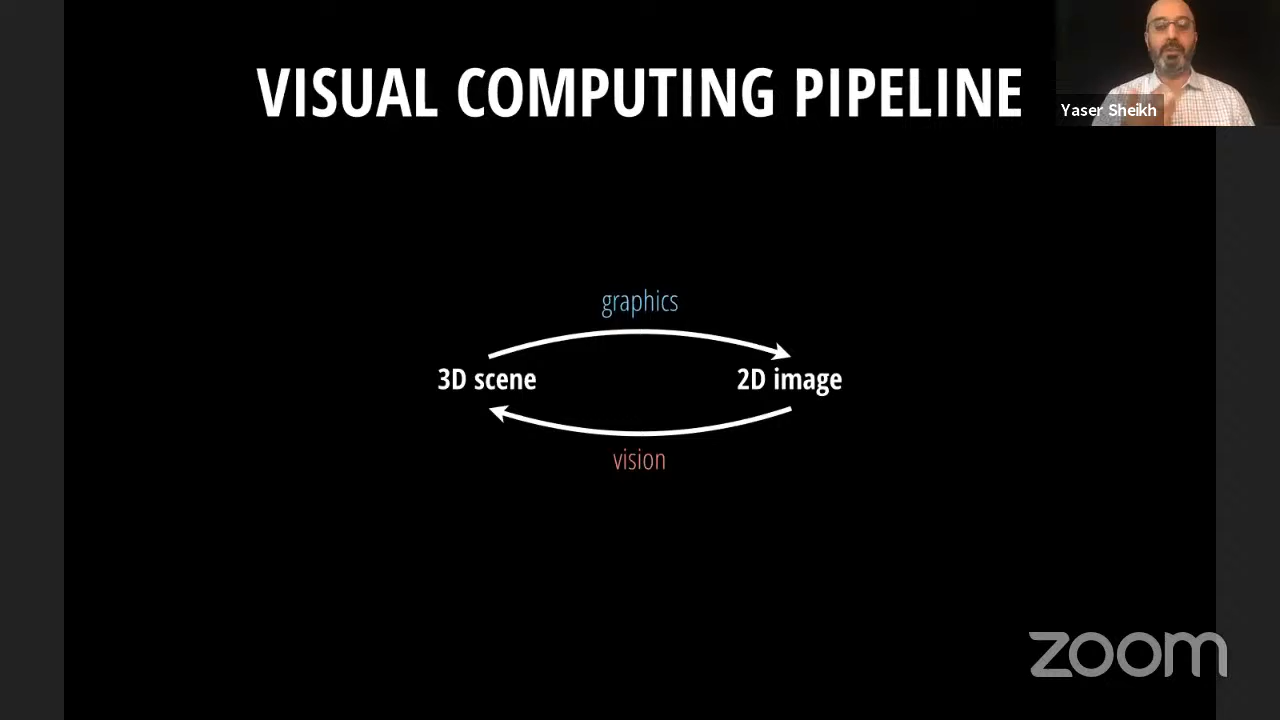 VISUAL COMPUTING PIPELINE
Yaser Sheikh
graphics
3D scene
2D image
vision
zoom